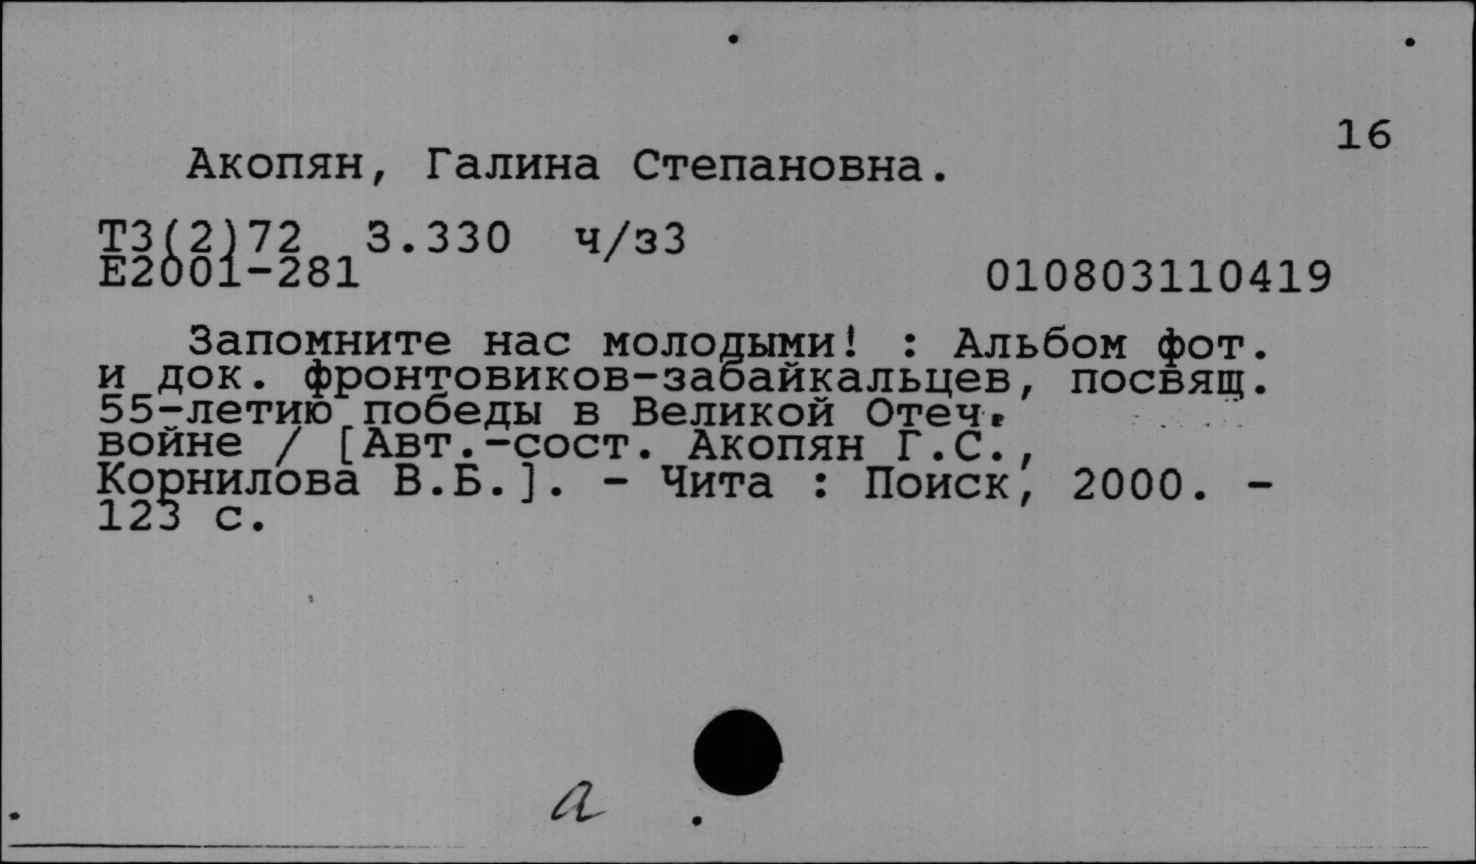 16
Акопян, Галина Степановна.
Т3(2)72 3.330 ч/з3
Е2001-281 010803110419
Запомните нас молодыми! : Альбом фот.
и док. фронтовиков-забайкальцев, посвящ.
55-летию победы в Великой Отеч.
войне / [Авт.-сост. Акопян Г.С.,
Корнилова В.Б.]. - Чита : Поиск, 2000. -
123 с.
а